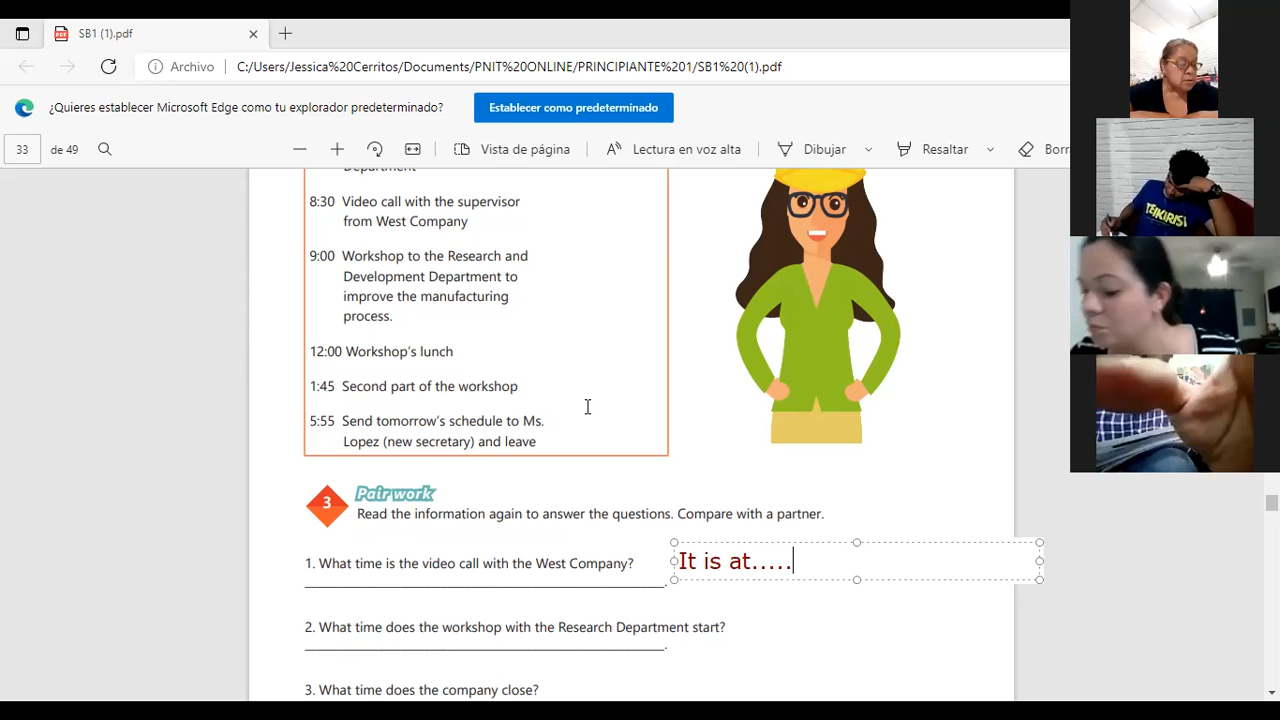 SB1 (1).pdf
Archivo
C:/Users/Jessica%20Cerritos/Documents/PNIT%20ONLINE/PRINCIPIANTE%201/SB1%20(1).pdf
¿Quieres establecer Microsoft Edge como tu explorador predeterminado?
Establecer como predeterminado
33 de 49
Vista de página
Lectura en voz alta
Dibujar
Resaltar
Borr
Department
8:30 Video call with the supervisor
from West Company
9:00 Workshop to the Research and
Development Department to
improve the manufacturing
process.
12:00 Workshop's lunch
1:45 Second part of the workshop
5:55 Send tomorrow's schedule to Ms.
Lopez (new secretary) and leave
3
Pair work
Read the information again to answer the questions. Compare with a partner.
1. What time is the video call with the West Company?
It is at.....
2. What time does the workshop with the Research Department start?
3. What time does the company close?
TEIKIRISI